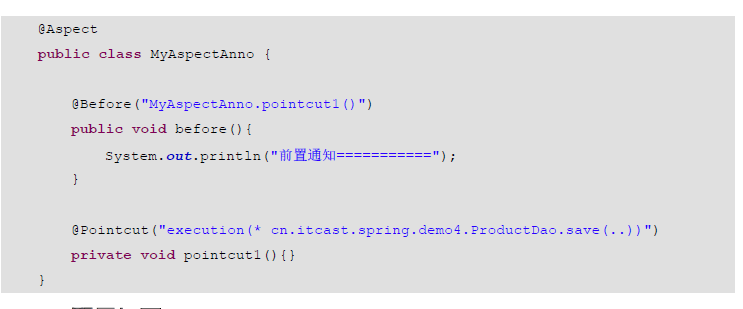 @Aspect
public class MyAspectAnno {
@Before("MyAspectAnno.pointcut1()")
public void before(){
System.out.println("前置通知===========");
}
@Pointcut("execution(* cn.itcast.spring.demo4.ProductDao.save(..))")
private void pointcut1(){}
}